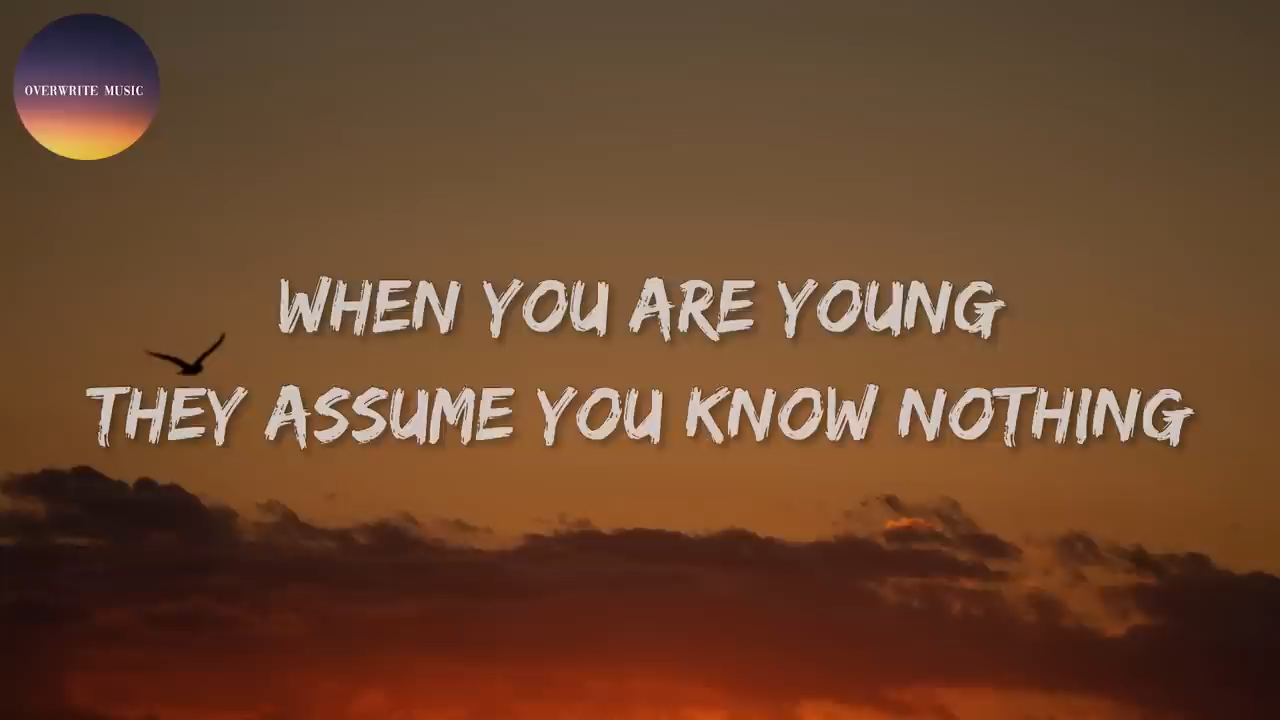 OVERWRITE MUSIC
WHEN YOU ARE YOUNG
THEY ASSUME YOU KNOW NOTHING